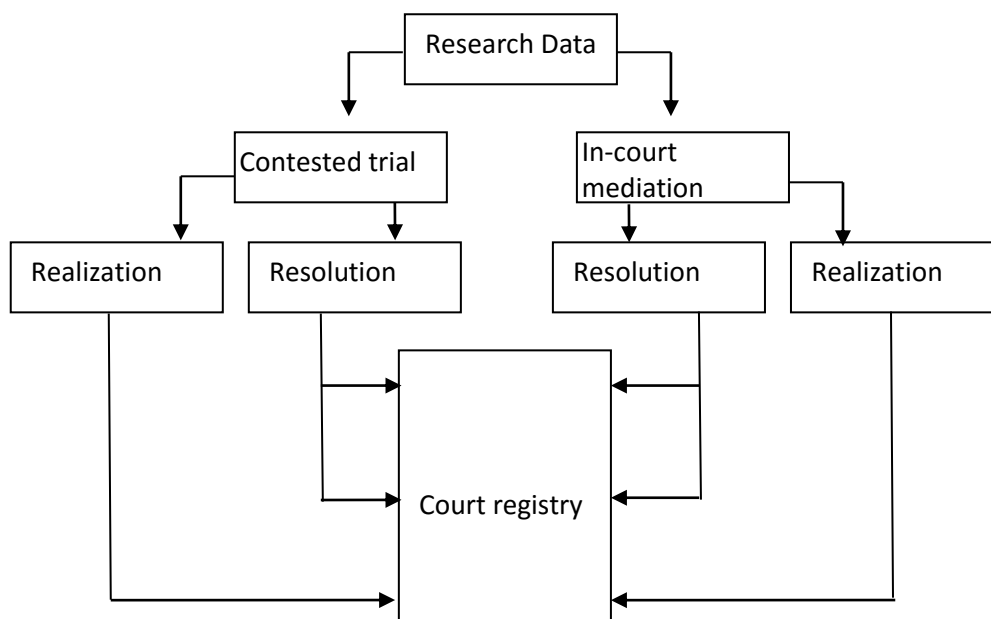 Research Data
Contested trial
In-court
mediation
Realization
Resolution
Resolution
Realization
Court registry